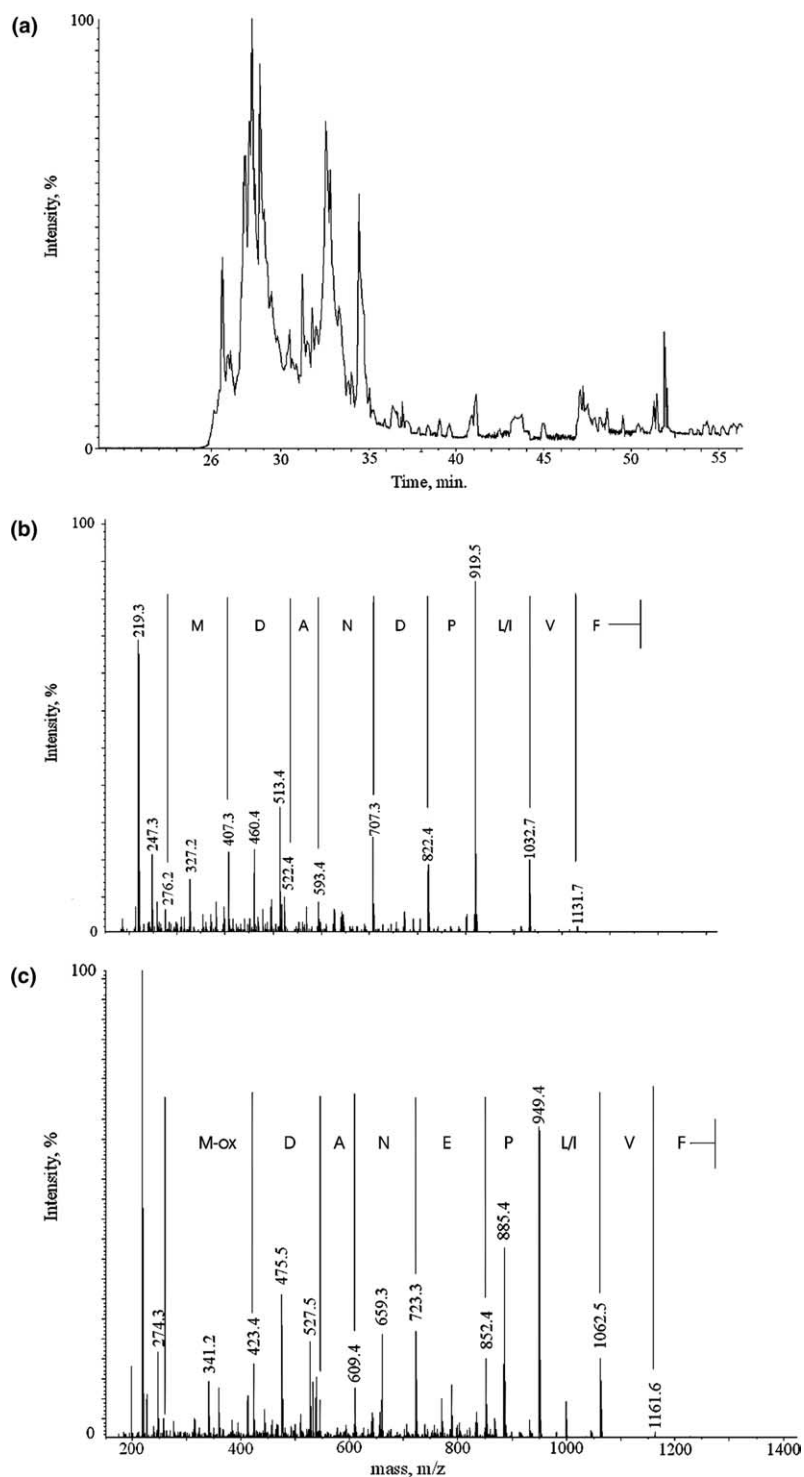 (a)
100
Intensity, %
0
26 30 35 40 45 50 55
Time, min.
(b)
100
919.5
219.3
M D A N D P L/I V F
Intensity, %
513.4
247.3
276.2
327.2
407.3
460.4
522.4
593.4
707.3
822.4
1032.7
1131.7
0
(c)
100
949.4
M-ox D A N E P L/I V F
Intensity, %
885.4
475.5
274.3
341.2
423.4
527.5
609.4
659.3
723.3
852.4
1062.5
1161.6
0
200 400 600 800 1000 1200 1400
mass, m/z